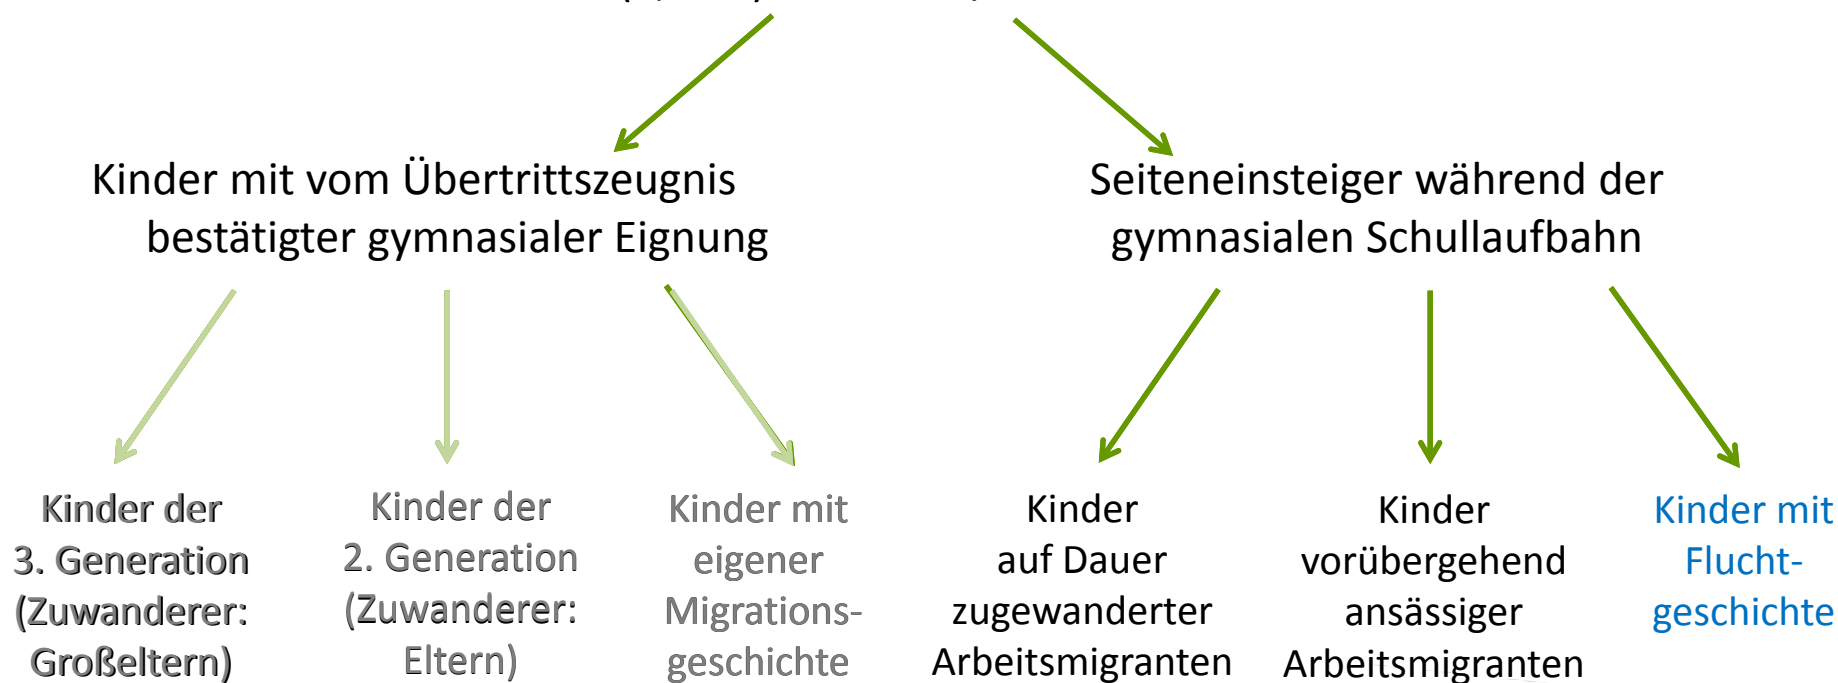 Kinder mit vom Übertrittszeugnis
bestätigter gymnasialer Eignung
Seiteneinsteiger während der
gymnasialen Schullaufbahn
Kinder der
3. Generation
(Zuwanderer:
Großeltern)
Kinder der
2. Generation
(Zuwanderer:
Eltern)
Kinder mit
eigener
Migrations-
geschichte
Kinder
auf Dauer
zugewanderter
Arbeitsmigranten
Kinder
vorübergehend
ansässiger
Arbeitsmigranten
Kinder mit
Flucht-
geschichte